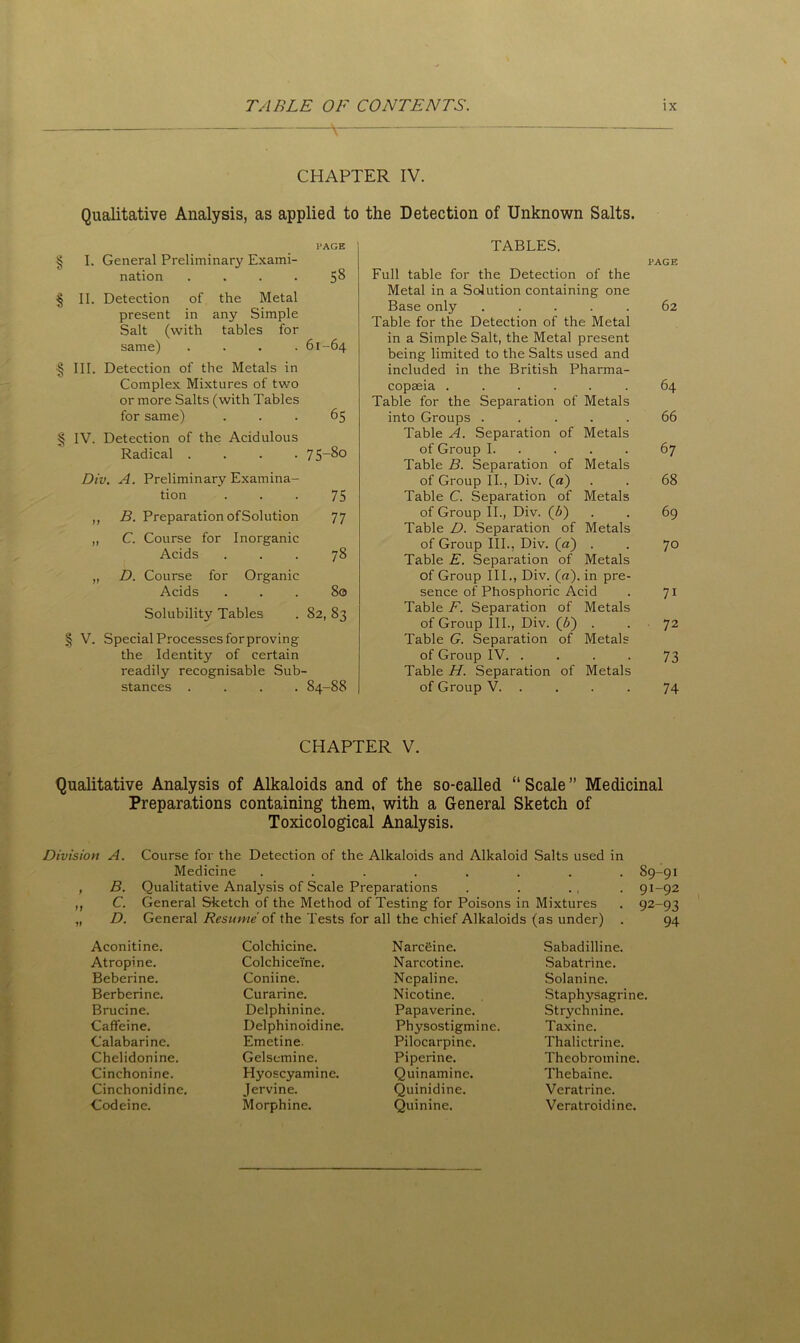 TABLE OF CONTENTS. ix
CHAPTER IV.
Qualitative Analysis, as applied to the Detection of Unknown Salts.
PAGE
§ I. General Preliminary Exami-
nation . . . . 58
§ II. Detection of the Metal
present in any Simple
Salt (with tables for
same) . . . . 61-64
§ III. Detection of the Metals in
Complex Mixtures of two
or more Salts (with Tables
for same) . . . 65
§ IV. Detection of the Acidulous
Radical . . . . 75-80
Div. A. Preliminary Examina-
tion . . . 75
,, B. Preparation of Solution 77
,, C. Course for Inorganic
Acids . . . 78
,, D. Course for Organic
Acids . . . 80
Solubility Tables . 82, 83
§ V. Special Processes for proving
the Identity of certain
readily recognisable Sub-
stances . . . . 84-88
TABLES.
PAGE
Full table for the Detection of the
Metal in a Solution containing one
Base only . . . . . 62
Table for the Detection of the Metal
in a Simple Salt, the Metal present
being limited to the Salts used and
included in the British Pharma-
copæia . . . . . . 64
Table for the Separation of Metals
into Groups . . . . . 66
Table A. Separation of Metals
of Group I. . . . . 67
Table B. Separation of Metals
of Group II., Div. (a) . . 68
Table C. Separation of Metals
of Group II., Div. (b) . . 69
Table D. Separation of Metals
of Group III., Div. (a) . . 70
Table E. Separation of Metals
of Group III., Div. (a). in pre-
sence of Phosphoric Acid . 71
Table F. Separation of Metals
of Group III., Div. (b) . . 72
Table G. Separation of Metals
of Group IV. . . . . 73
Table H. Separation of Metals
of Group V. . . . . 74
CHAPTER V.
Qualitative Analysis of Alkaloids and of the so-called “Scale” Medicinal
Preparations containing them, with a General Sketch of
Toxicological Analysis.
Division A. Course for the Detection of the Alkaloids and Alkaloid Salts used in
Medicine . . . . . . . . 89-91
, B. Qualitative Analysis of Scale Preparations . . . , . 91-92
,, C. General Sketch of the Method of Testing for Poisons in Mixtures . 92-93
,, D. General Resumé of the Tests for all the chief Alkaloids (as under) . 94
Aconitine. Colchicine. Narcëine. Sabadilline.
Atropine. Colchiceïne. Narcotine. Sabatrine.
Beberine. Coniine. Nepaline. Solanine.
Berberine. Curarine. Nicotine. Staphysagrine.
Brucine. Delphinine. Papaverine. Strychnine.
Caffeine. Delphinoidine. Physostigmine. Taxine.
Calabarine. Emetine. Pilocarpine. Thalictrine.
Chelidonine. Gelsemine. Piperine. Theobromine.
Cinchonine. Hyoscyamine. Quinamine. Thebaine.
Cinchonidine. Jervine. Quinidine. Veratrine.
Codeine. Morphine. Quinine. Veratroidine.